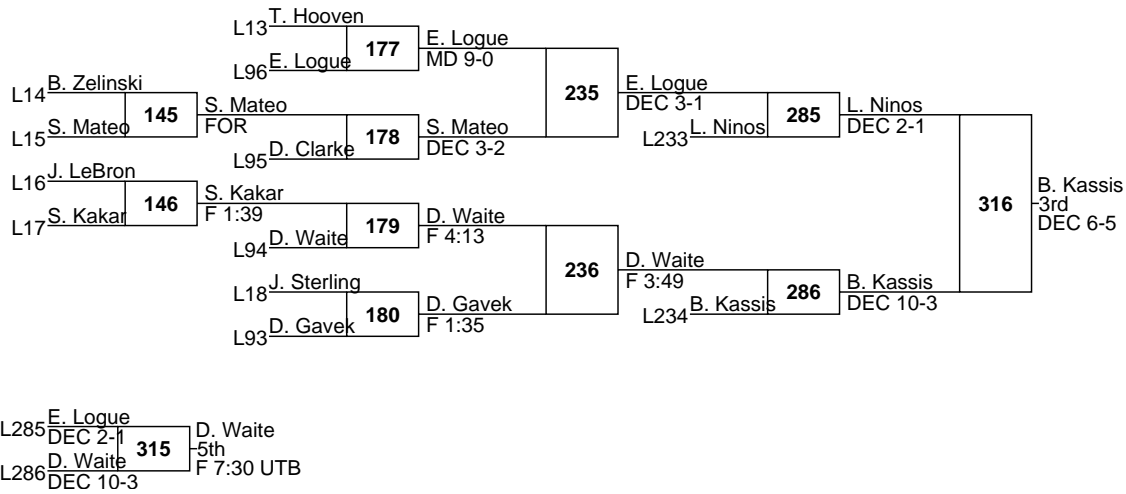 L13 T. Hooven
177
E. Logue
MD 9-0
L96 E. Logue
L14 B. Zelinski
145
S. Mateo
FOR
L15 S. Mateo
178
S. Mateo
DEC 3-2
L95 D. Clarke
235
E. Logue
DEC 3-1
L233 L. Ninos
285
L. Ninos
DEC 2-1
L16 J. LeBron
146
S. Kakar
F 1:39
L17 S. Kakar
179
D. Waite
F 4:13
L94 D. Waite
L18 J. Sterling
180
D. Gavek
F 1:35
L93 D. Gavek
236
D. Waite
F 3:49
L234 B. Kassis
286
B. Kassis
DEC 10-3
316
B. Kassis
3rd
DEC 6-5
L285 E. Logue
DEC 2-1
315
D. Waite
5th
F 7:30 UTB
L286 D. Waite
DEC 10-3